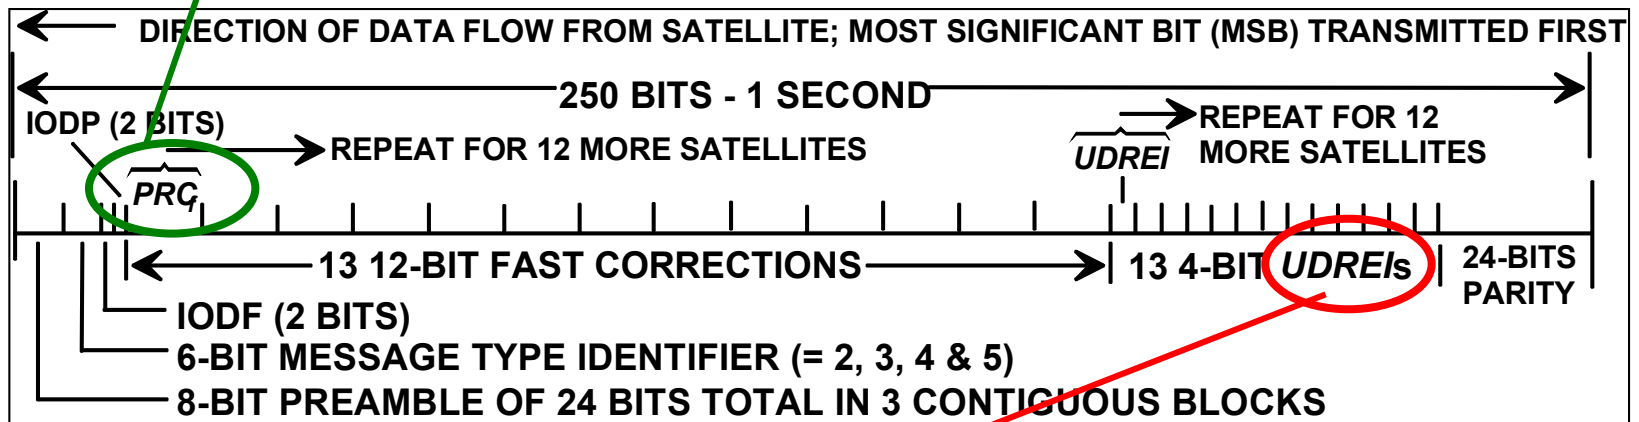 DIRECTION OF DATA FLOW FROM SATELLITE; MOST SIGNIFICANT BIT (MSB) TRANSMITTED FIRST
250 BITS - 1 SECOND
IODP (2 BITS)
REPEAT FOR 12 MORE SATELLITES
REPEAT FOR 12
MORE SATELLITES
UDREI
PRCf
13 12-BIT FAST CORRECTIONS
13 4-BIT UDREIs
24-BITS
PARITY
IODF (2 BITS)
6-BIT MESSAGE TYPE IDENTIFIER (= 2, 3, 4 & 5)
8-BIT PREAMBLE OF 24 BITS TOTAL IN 3 CONTIGUOUS BLOCKS